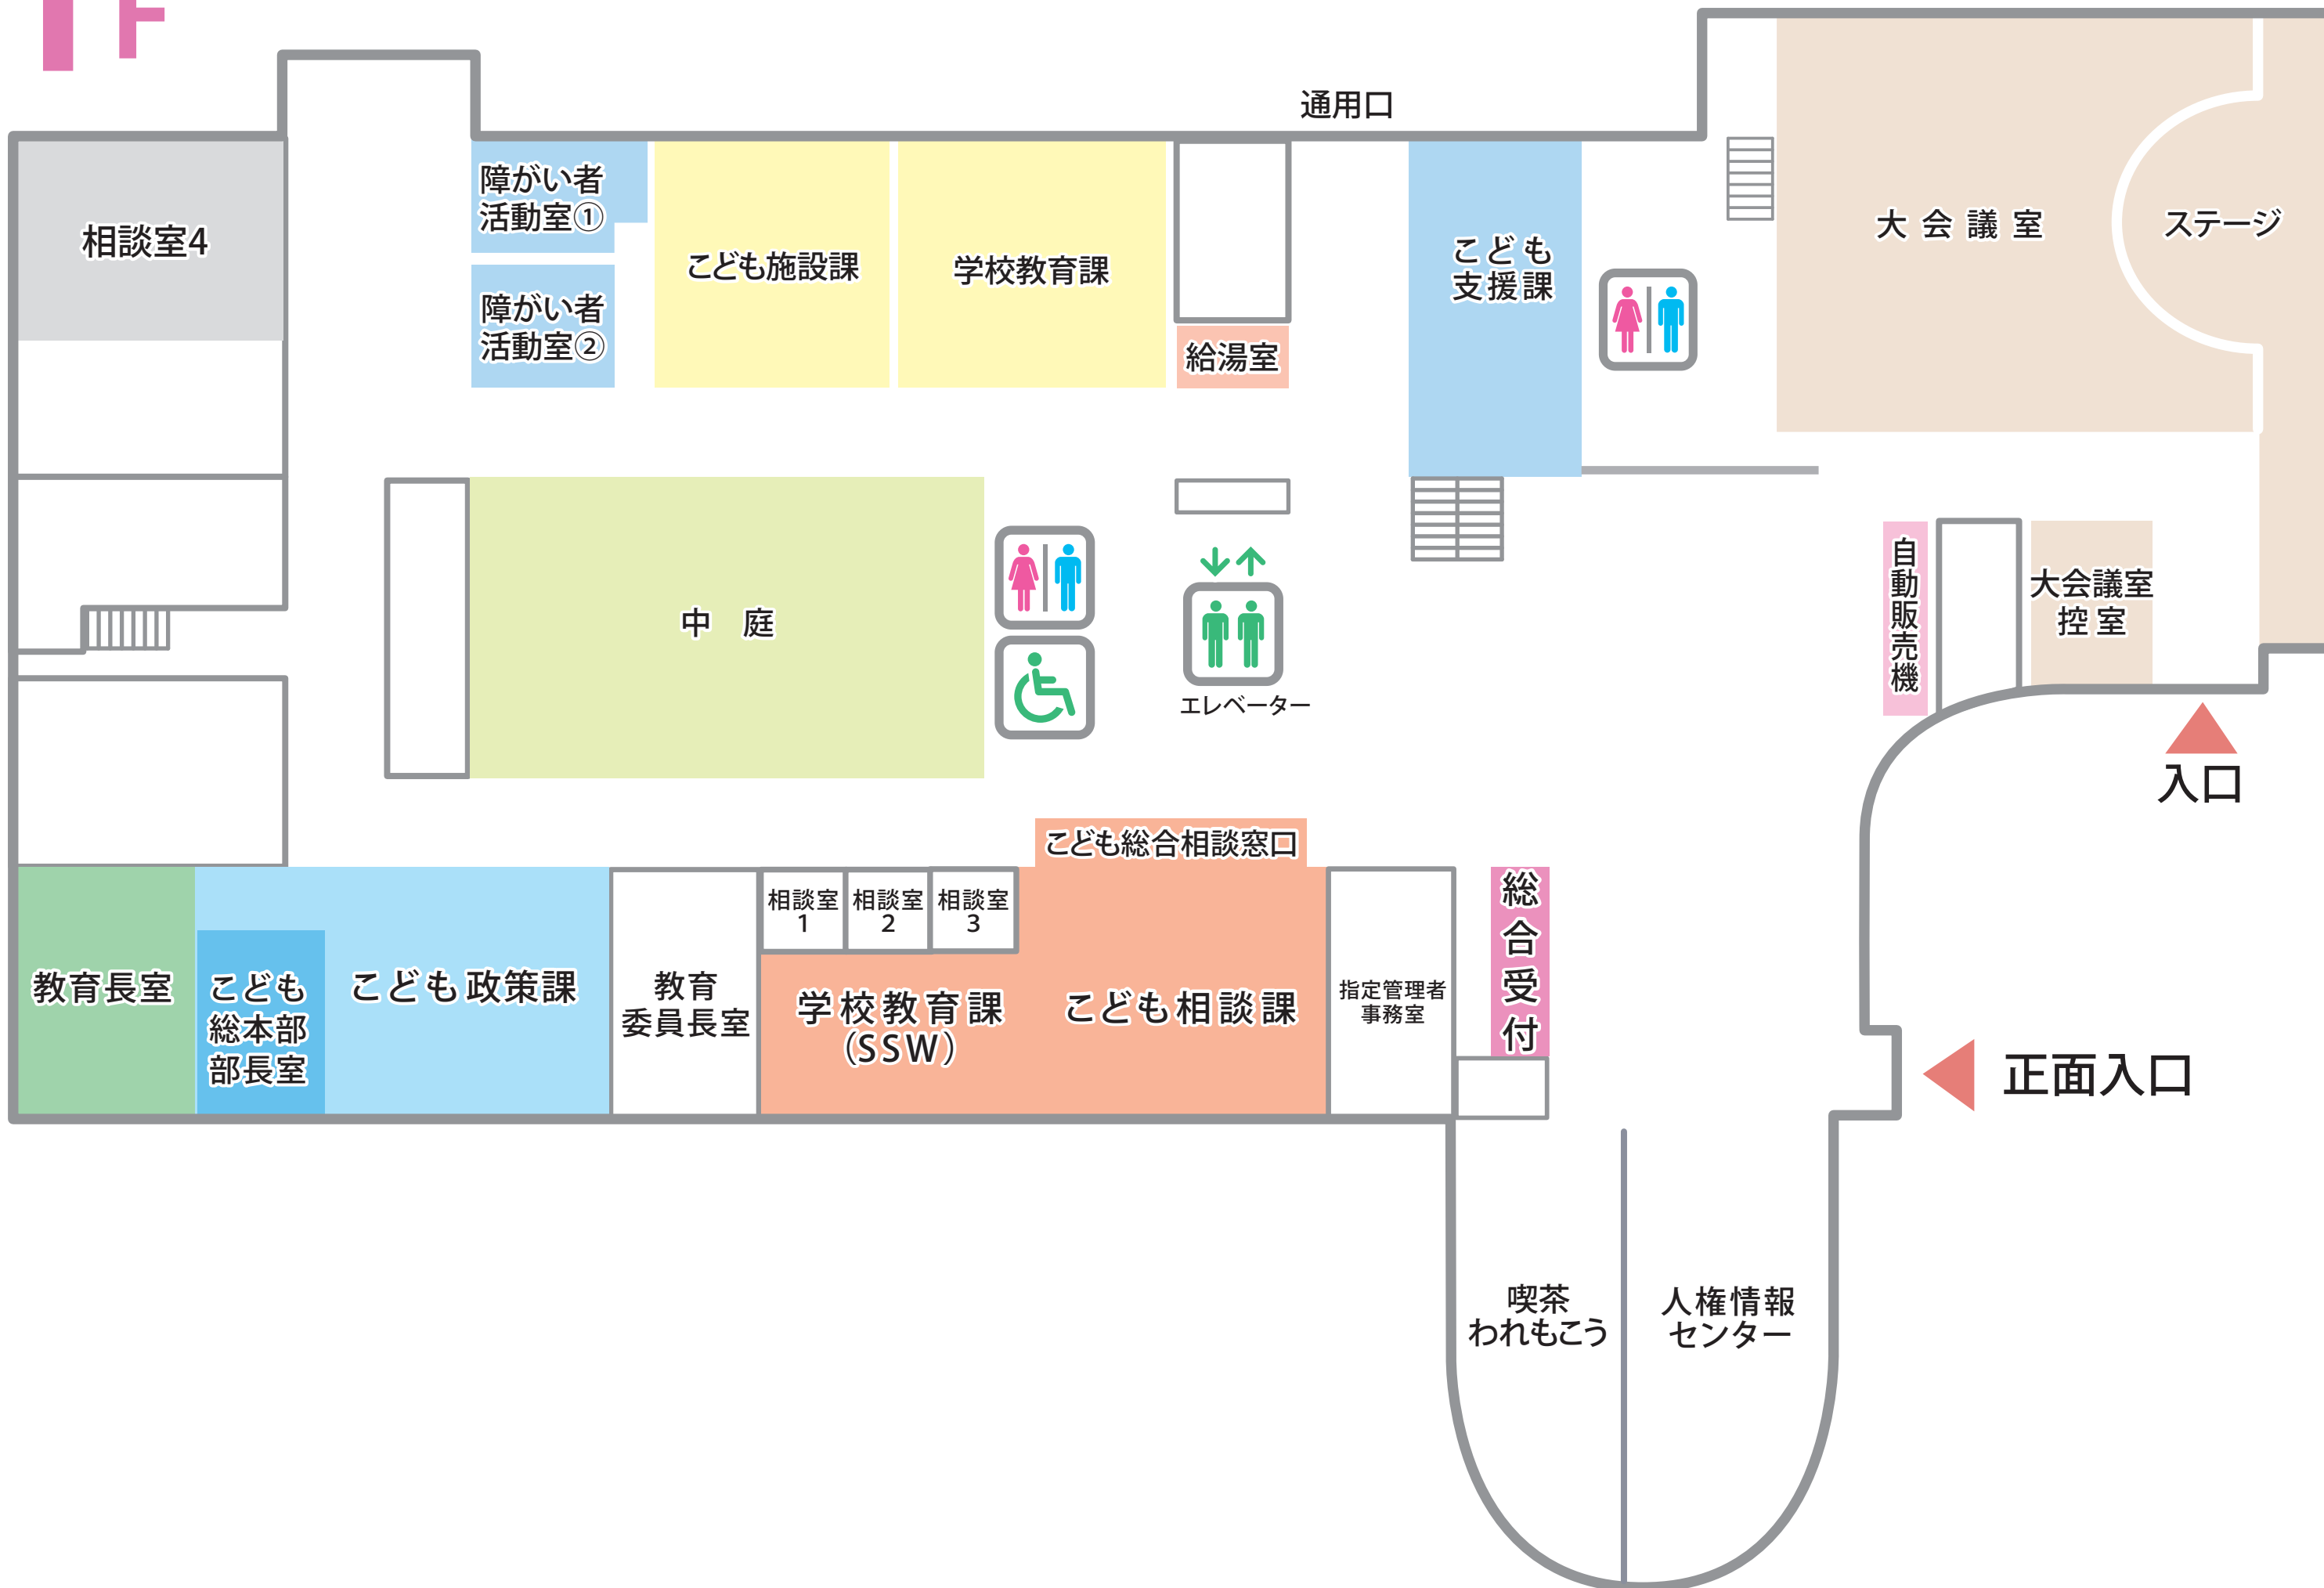 1F
通用口
相談室4
障がい者
活動室①
障がい者
活動室②
こども施設課
学校教育課
給湯室
こども
支援課
大会議室
ステージ
中庭
エレベーター
自動販売機
大会議室
控室
入口
こども総合相談窓口
教育長室
こども
総本部
部長室
こども政策課
教育
委員長室
相談室
1
相談室
2
相談室
3
学校教育課
（SSW）
こども相談課
指定管理者
事務室
総合受付
正面入口
喫茶
われもこう
人権情報
センター